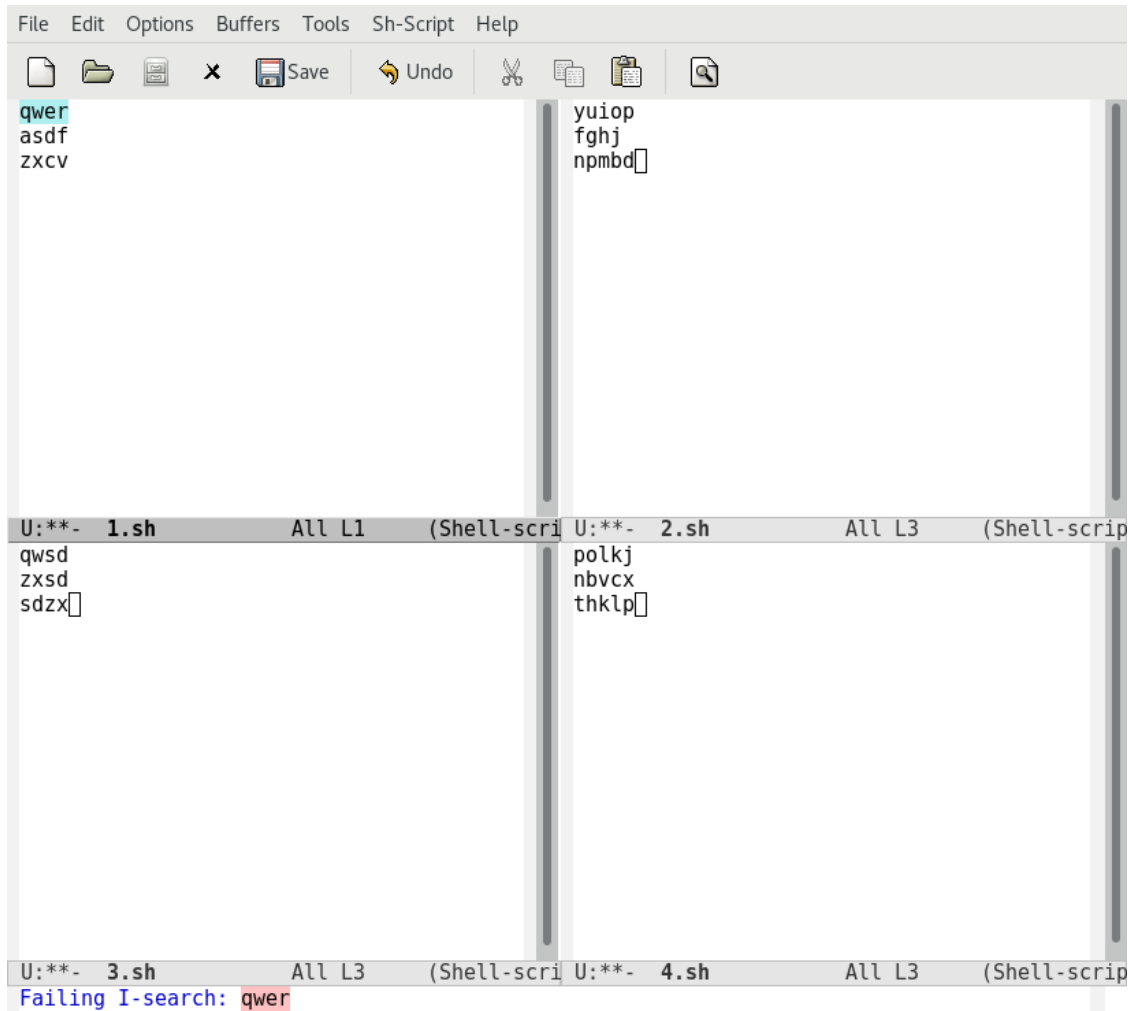 File Edit Options Buffers Tools Sh-Script Help
Save Undo
qwer
asdf
zxcv
U:**- 1.sh All L1 (Shell-scri
yuiop
fghj
npmbd
U:**- 2.sh All L3 (Shell-scrip
qwsd
zxsd
sdzx
U:**- 3.sh All L3 (Shell-scri
polkj
nbvcx
thklp
U:**- 4.sh All L3 (Shell-scrip
Failing I-search: qwer